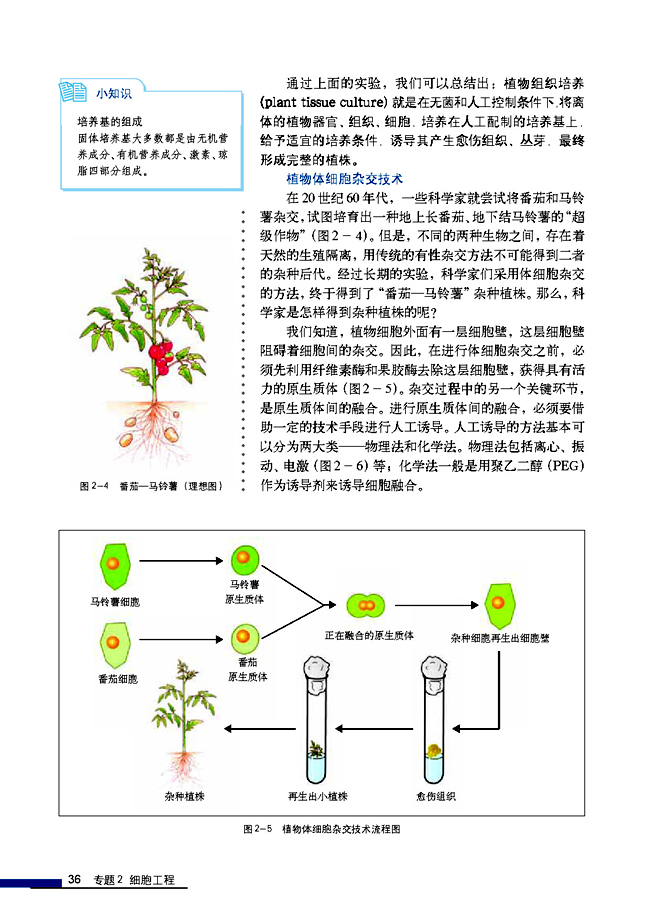 小知识
培养基的组成
固体培养基大多数都是由无机营
养成分、有机营养成分、激素、琼
脂四部分组成。
图2-4 番茄—马铃薯（理想图）
通过上面的实验，我们可以总结出：植物组织培养
(plant tissue culture) 就是在无菌和人工控制条件下,将离
体的植物器官、组织、细胞，培养在人工配制的培养基上，
给予适宜的培养条件，诱导其产生愈伤组织、丛芽，最终
形成完整的植株。
植物体细胞杂交技术
在20世纪60年代，一些科学家就尝试将番茄和马铃
薯杂交，试图培育出一种地上长番茄、地下结马铃薯的“超
级作物”（图2－4）。但是，不同的两种生物之间，存在着
天然的生殖隔离，用传统的有性杂交方法不可能得到二者
的杂种后代。经过长期的实验，科学家们采用体细胞杂交
的方法，终于得到了“番茄—马铃薯”杂种植株。那么，科
学家是怎样得到杂种植株的呢？
我们知道，植物细胞外面有一层细胞壁，这层细胞壁
阻碍着细胞间的杂交。因此，在进行体细胞杂交之前，必
须先利用纤维素酶和果胶酶去除这层细胞壁，获得具有活
力的原生质体（图2－5）。杂交过程中的另一个关键环节，
是原生质体间的融合。进行原生质体间的融合，必须要借
助一定的技术手段进行人工诱导。人工诱导的方法基本可
以分为两大类——物理法和化学法。物理法包括离心、振
动、电激（图2－6）等；化学法一般是用聚乙二醇（PEG）
作为诱导剂来诱导细胞融合。
马铃薯细胞
马铃薯
原生质体
正在融合的原生质体
杂种细胞再生出细胞壁
番茄细胞
番茄
原生质体
杂种植株
再生出小植株
愈伤组织
图2-5 植物体细胞杂交技术流程图
36 专题2 细胞工程